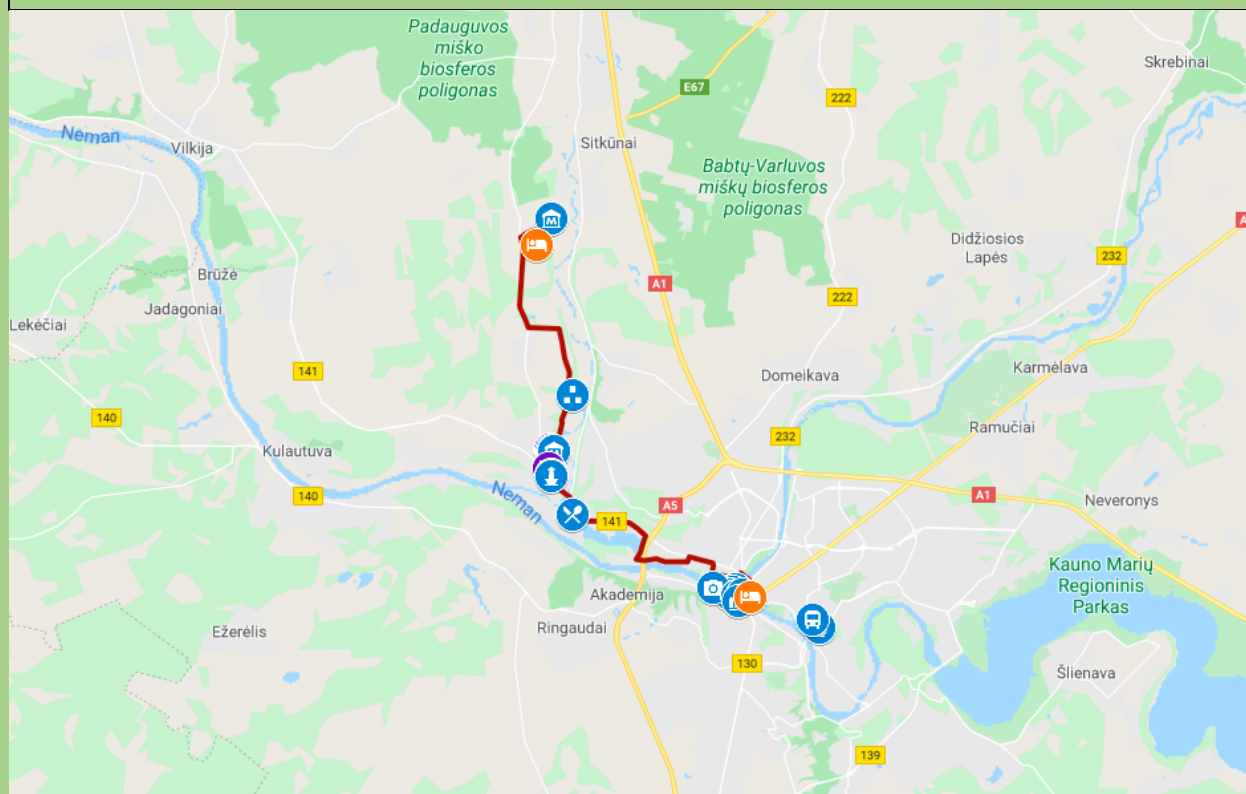 Padauguvos
miško
biosferos
poligonas
Skrebinai
E67
222
Neman
Vilkija
Sitkūnai
Babtų-Varluvos
miškų biosferos
poligonas
A
Didžiosios
Lapės
232
Brūžė
A1
222
Jadagoniai
Lekėčiai
141
Domeikava
Karmėlava
140
Ramučiai
232
Kulautuva
140
Neman
A1
Neveronys
A5
141
Kauno Marių
Regioninis
Parkas
Akademija
Ringaudai
Ežerėlis
130
Šlienava
139